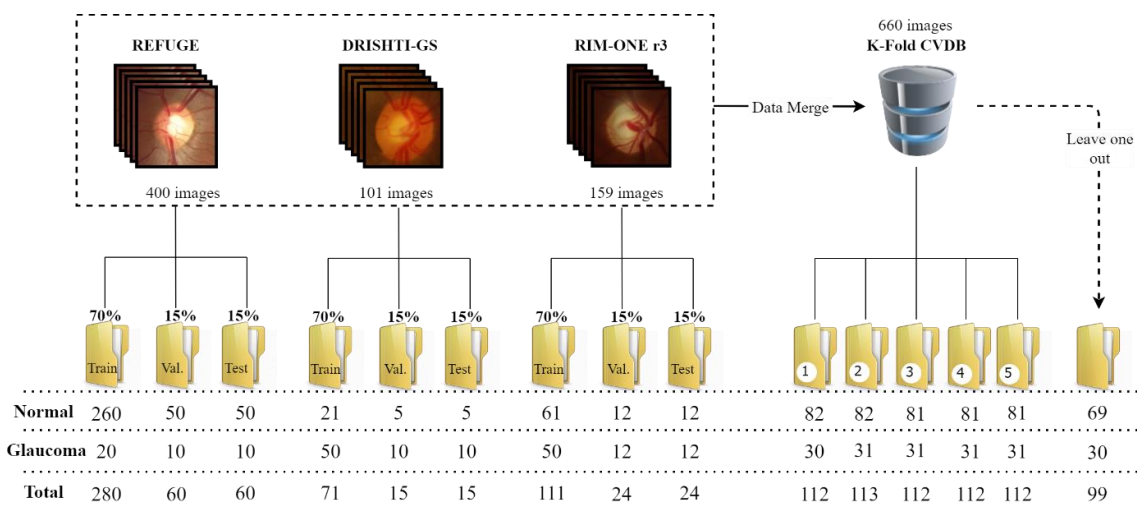 660 images
REFUGE DRISHTI-GS RIM-ONE r3 K-Fold CVDB
Data Merge
Leave one
out
400 images 101 images 159 images
70% 15% 15% 70% 15% 15% 70% 15% 15%
Train Val. Test Train Val. Test Train Val. Test 1 2 3 4 5
Normal 260 50 50 21 5 5 61 12 12 82 82 81 81 81 69
Glaucoma 20 10 10 50 10 10 50 12 12 30 31 31 31 31 30
Total 280 60 60 71 15 15 111 24 24 112 113 112 112 112 99